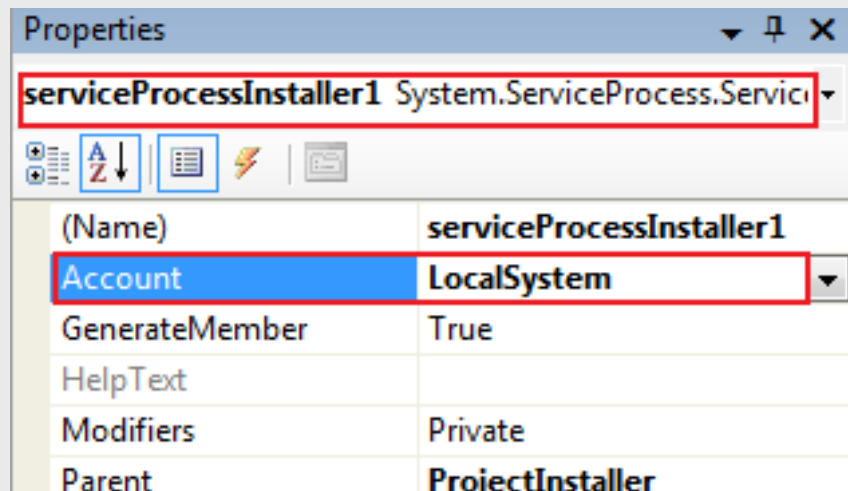 Properties
serviceProcessInstaller1 System.ServiceProcess.Servic
A Z
(Name) serviceProcessInstaller1
Account LocalSystem
GenerateMember True
HelpText
Modifiers Private
Parent ProjectInstaller